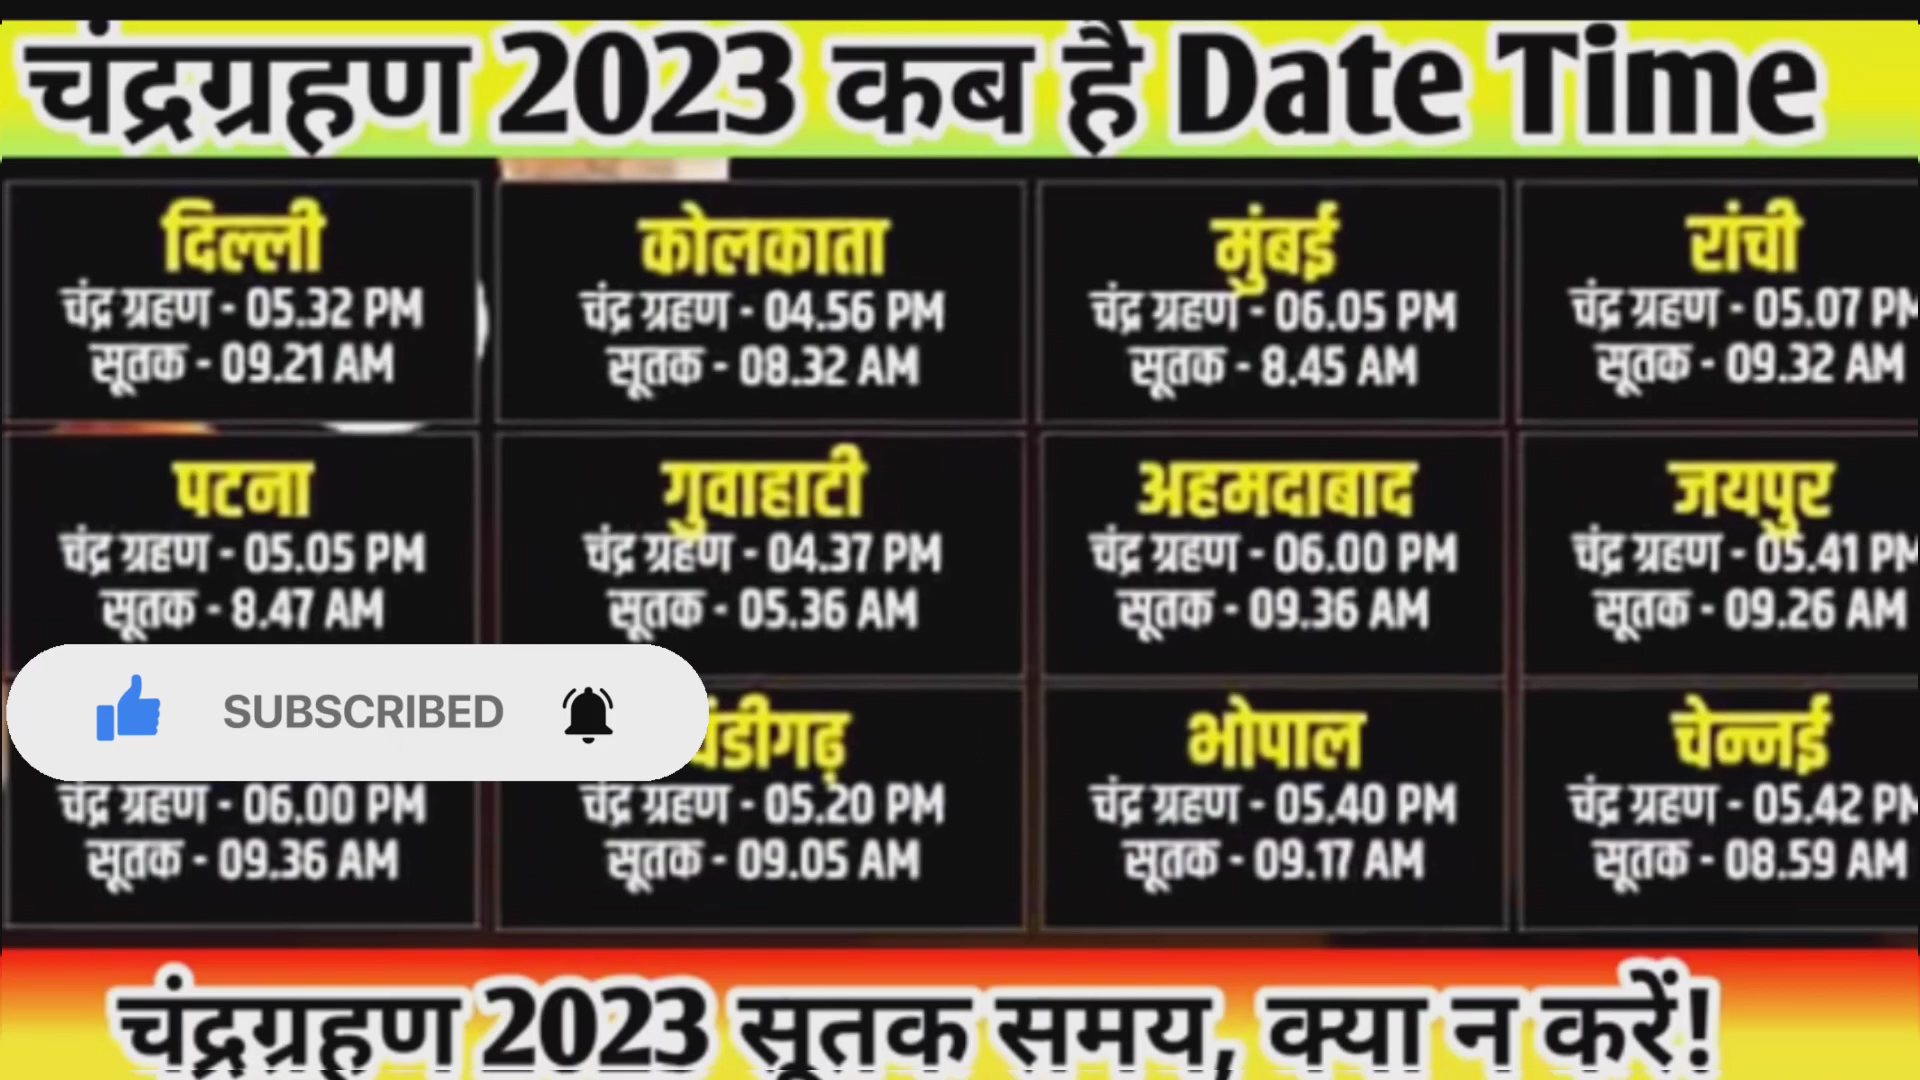 चंद्रग्रहण 2023 कब है Date Time
दिल्ली
चंद्र ग्रहण - 05.32 PM
सूतक - 09.21 AM
कोलकाता
चंद्र ग्रहण - 04.56 PM
सूतक - 08.32 AM
मुंबई
चंद्र ग्रहण - 06.05 PM
सूतक - 8.45 AM
रांची
चंद्र ग्रहण - 05.07 PM
सूतक - 09.32 AM
पटना
चंद्र ग्रहण - 05.05 PM
सूतक - 8.47 AM
गुवाहाटी
चंद्र ग्रहण - 04.37 PM
सूतक - 05.36 AM
अहमदाबाद
चंद्र ग्रहण - 06.00 PM
सूतक - 09.36 AM
जयपुर
चंद्र ग्रहण - 05.41 PM
सूतक - 09.26 AM
SUBSCRIBED
चंद्र ग्रहण - 06.00 PM
सूतक - 09.36 AM
चंडीगढ़
चंद्र ग्रहण - 05.20 PM
सूतक - 09.05 AM
भोपाल
चंद्र ग्रहण - 05.40 PM
सूतक - 09.17 AM
चेन्नई
चंद्र ग्रहण - 05.42 PM
सूतक - 08.59 AM
चंद्रग्रहण 2023 सूतक समय, क्या न करें!